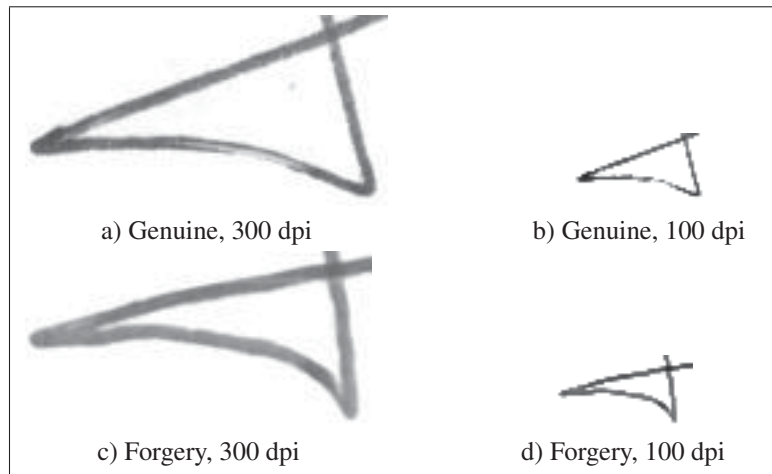 a) Genuine, 300 dpi
b) Genuine, 100 dpi
c) Forgery, 300 dpi
d) Forgery, 100 dpi